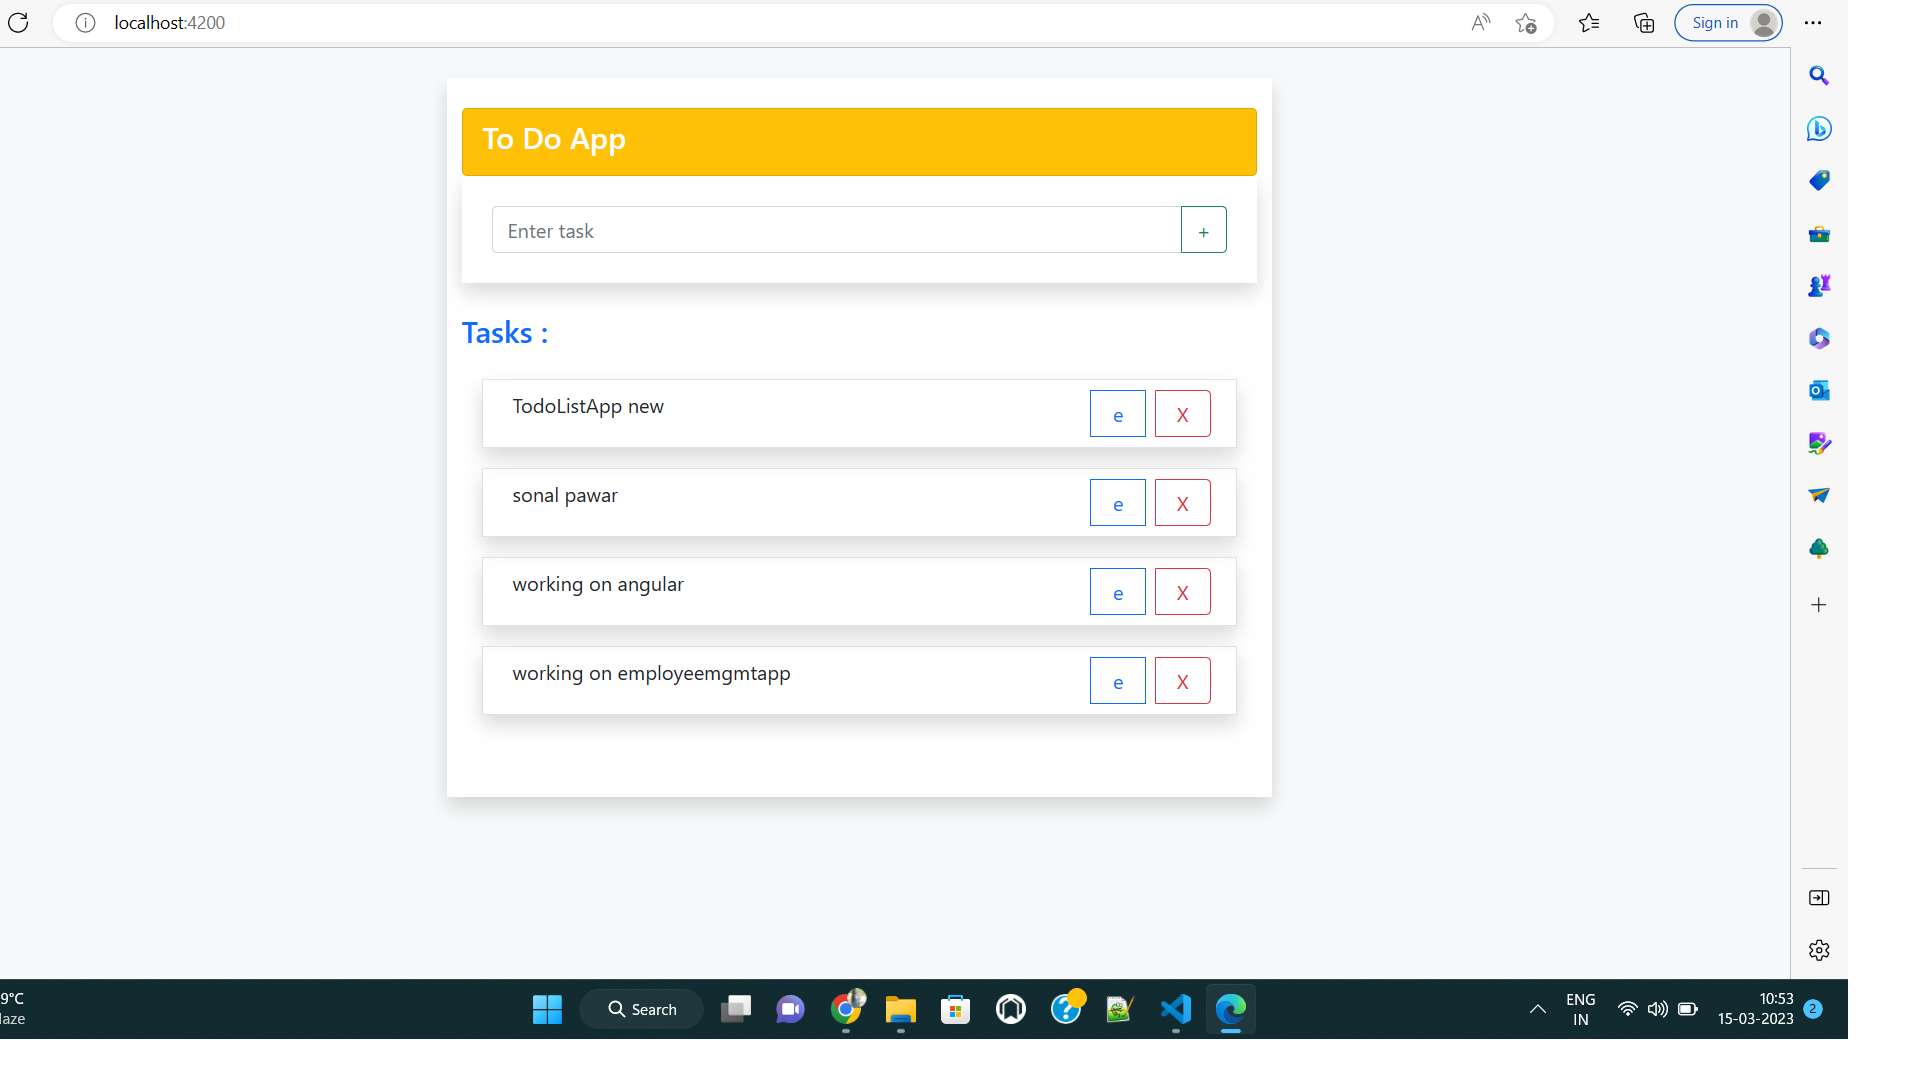 localhost:4200
Sign in
To Do App
Enter task
+
Tasks :
TodoListApp new
e
X
sonal pawar
e
X
working on angular
e
X
working on employeemgmtapp
e
X
9°C
laze
Search
ENG
IN
10:53
15-03-2023
2